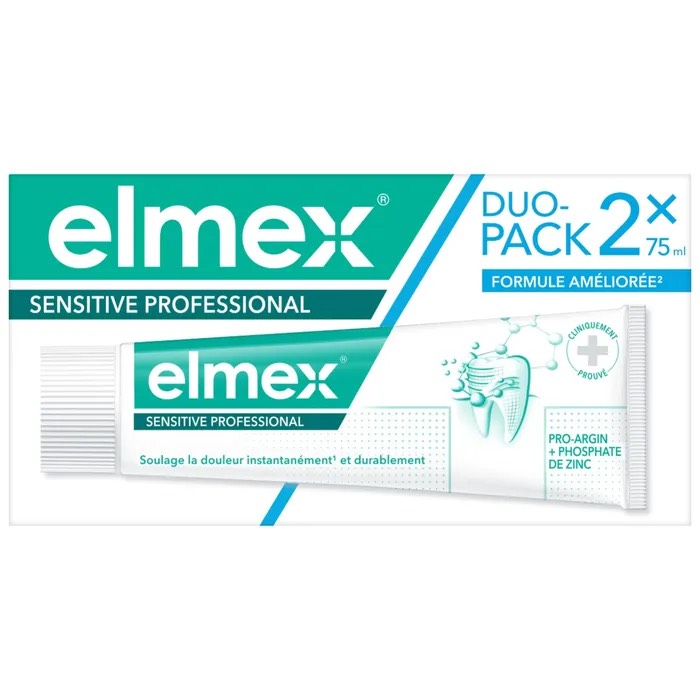 elmex®
SENSITIVE PROFESSIONAL
DUO-
PACK
2×
75 ml
FORMULE AMÉLIORÉE²
elmex®
SENSITIVE PROFESSIONAL
Soulage la douleur instantanément¹ et durablement
CLINIQUEMENT
PROUVÉ
PRO-ARGIN
+ PHOSPHATE
DE ZINC